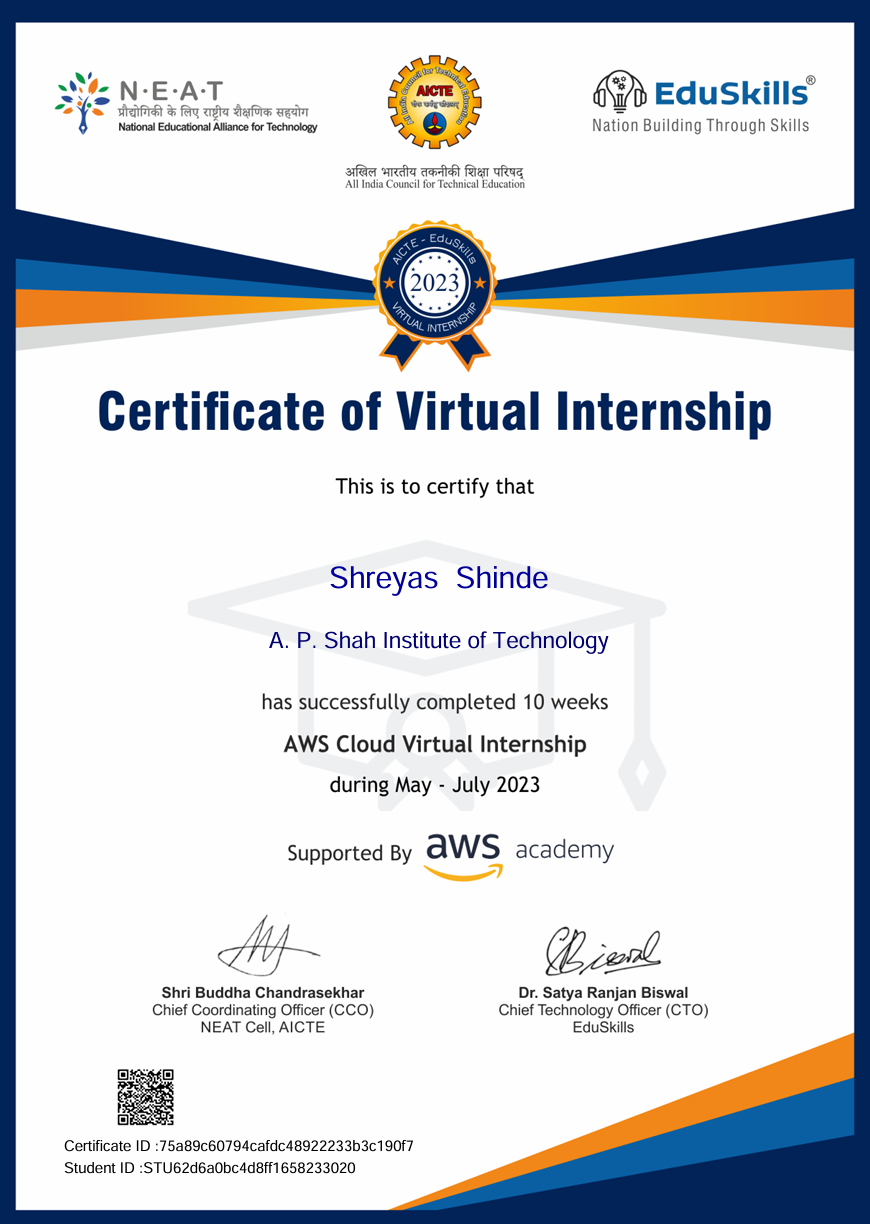 N·E·A·T
प्रौद्योगिकी के लिए राष्ट्रीय शैक्षणिक सहयोग
National Educational Alliance for Technology
All India Council for Technical Education
AICTE
अखिल भारतीय तकनीकी शिक्षा परिषद्
All India Council for Technical Education
EduSkills®
Nation Building Through Skills
AICTE - EduSkills
2023
VIRTUAL INTERNSHIP
Certificate of Virtual Internship
This is to certify that
Shreyas Shinde
A. P. Shah Institute of Technology
has successfully completed 10 weeks
AWS Cloud Virtual Internship
during May - July 2023
Supported By aws academy
Shri Buddha Chandrasekhar
Chief Coordinating Officer (CCO)
NEAT Cell, AICTE
Dr. Satya Ranjan Biswal
Chief Technology Officer (CTO)
EduSkills
Certificate ID :75a89c60794cafdc48922233b3c190f7
Student ID :STU62d6a0bc4d8ff1658233020